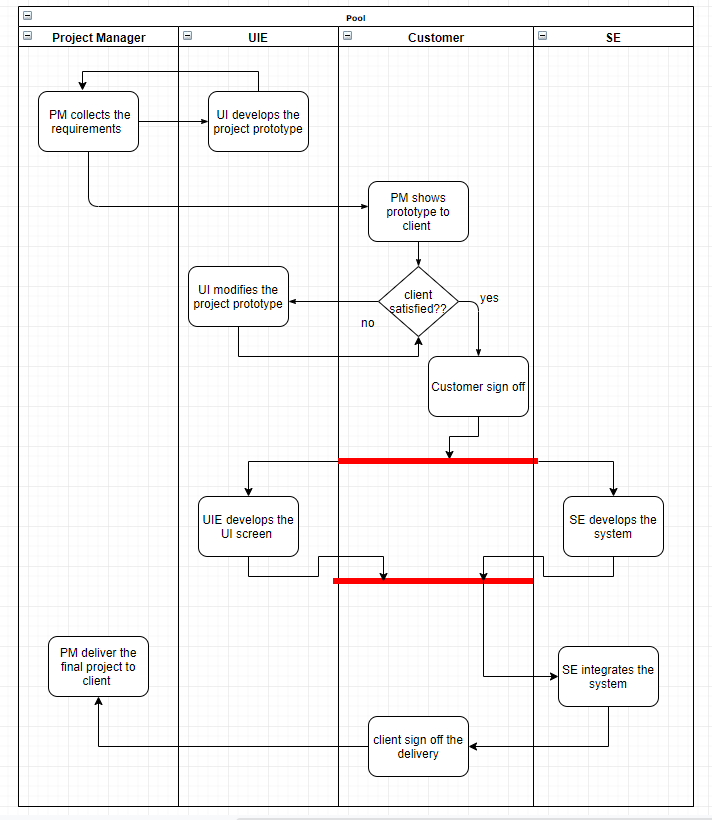 Pool
Project Manager
UIE
Customer
SE
PM collects the
requirements
UI develops the
project prototype
PM shows
prototype to
client
UI modifies the
project prototype
client
satisfied??
yes
no
Customer sign off
UIE develops the
UI screen
SE develops the
system
PM deliver the
final project to
client
SE integrates the
system
client sign off the
delivery